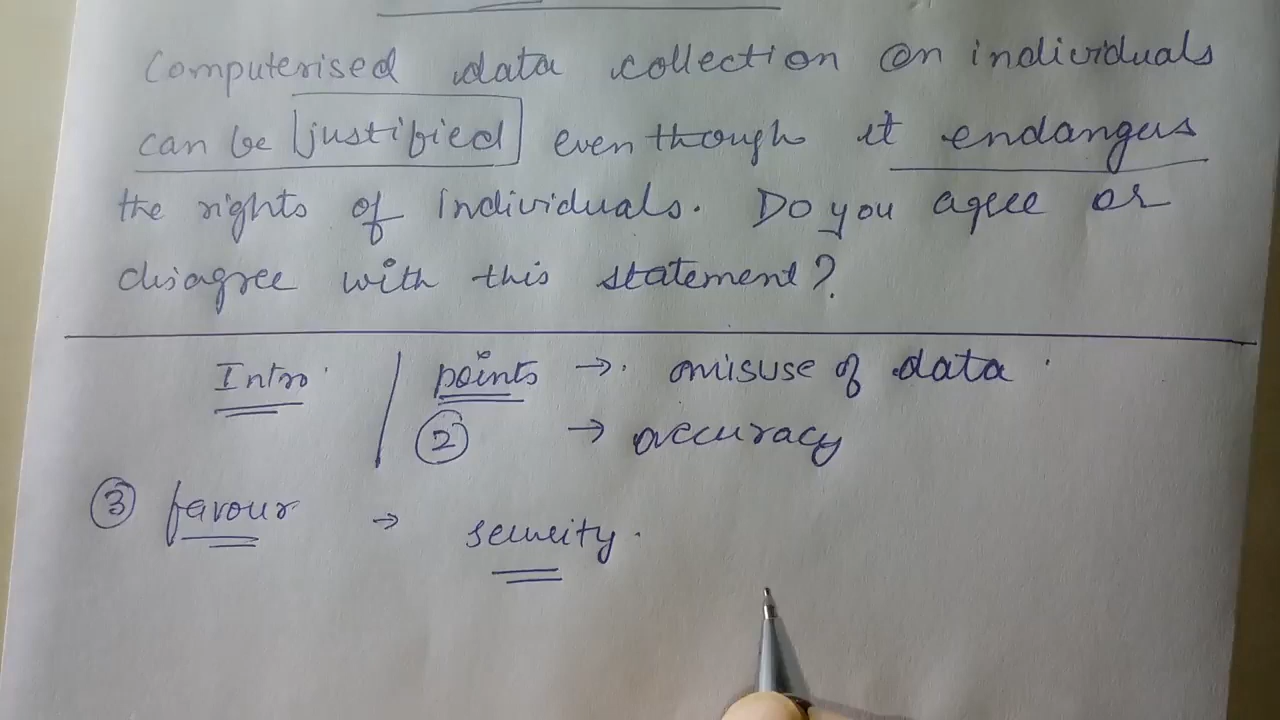 Computerised data collection on individuals
can be justified even though it endangers
the rights of individuals. Do you agree or
disagree with this statement?
Intro. / points → misuse of data.
② → accuracy
③ favour → security.